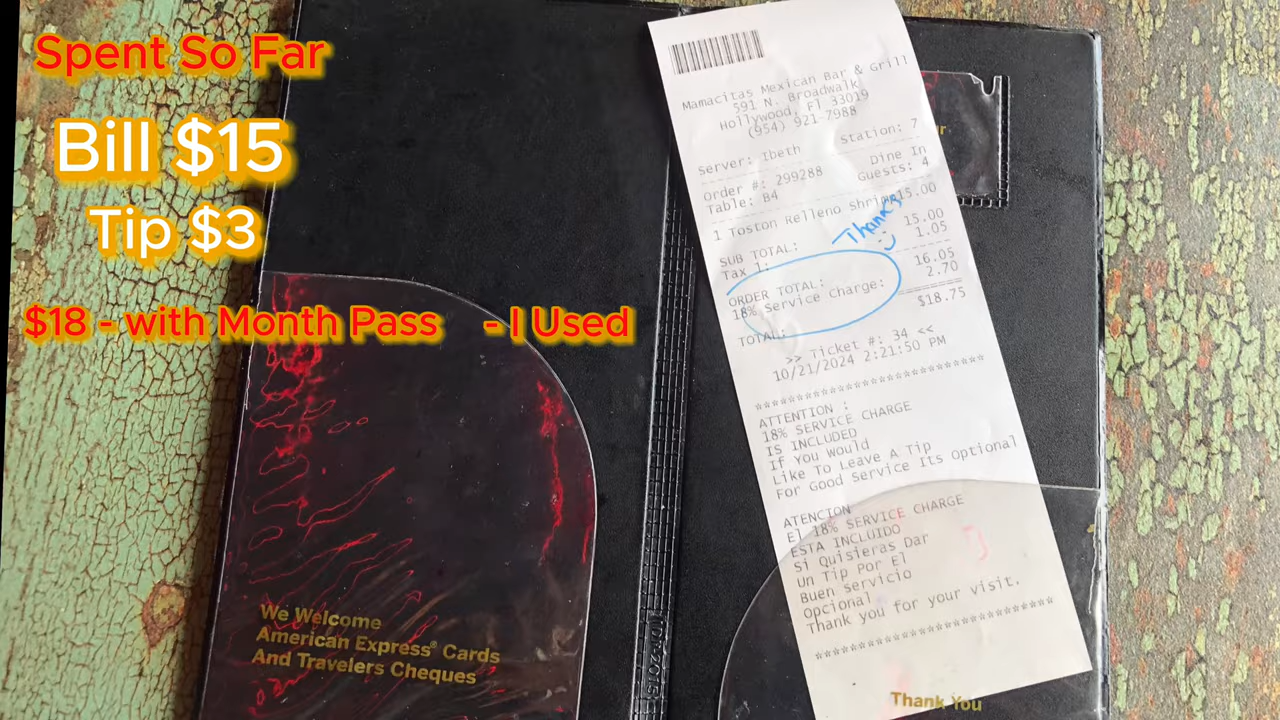 Spent So Far
Bill $15
Tip $3
$18 - with Month Pass - I Used
Mamacitas Mexican Bar & Grill
591 N. Broadwalk
Hollywood, Fl 33019
(954) 921-7988
Server: Ibeth Station: 7
Order #: 299288 Dine In
Table: B4 Guests: 4
1 Toston Relleno Shrimp 15.00
Thanks
SUB TOTAL: 15.00
Tax 1: 1.05
ORDER TOTAL: 16.05
18% Service Charge: 2.70
TOTAL: $18.75
>> Ticket #: 34 <<
10/21/2024 2:21:50 PM
************************
ATTENTION :
18% SERVICE CHARGE
IS INCLUDED
If You Would
Like To Leave A Tip
For Good Service Its Optional
ATENCION
El 18% SERVICE CHARGE
ESTA INCLUIDO
Si Quisieras Dar
Un Tip Por El
Buen Servicio
Opcional
Thank you for your visit.
************************
We Welcome
American Express® Cards
And Travelers Cheques
Thank You